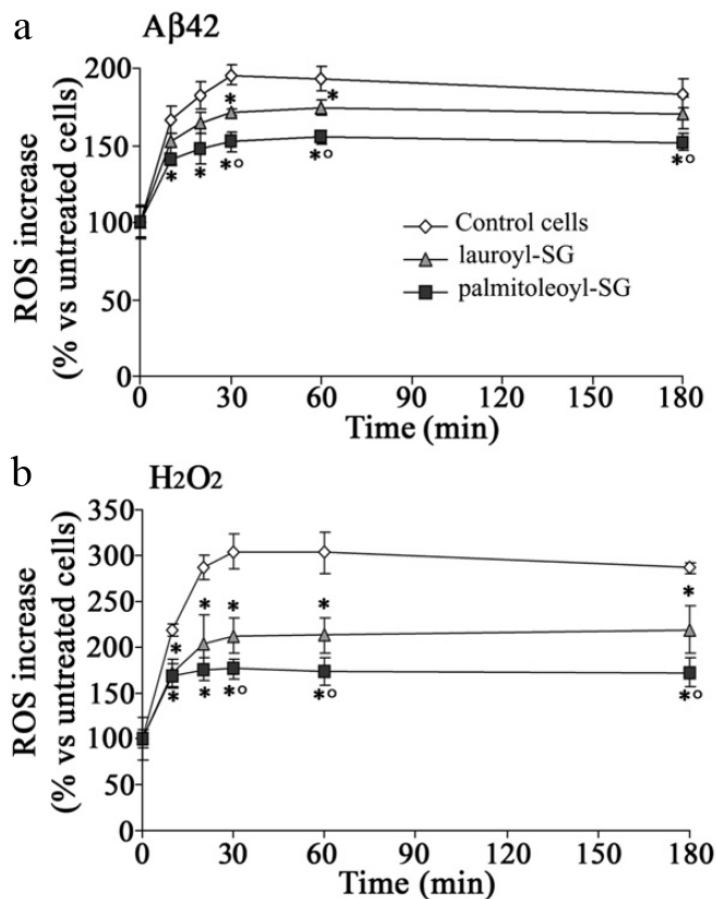 a
Aβ42
ROS increase
(% vs untreated cells)
200
150
100
50
0
*
*
*
*
*°
*°
*°
Control cells
lauroyl-SG
palmitoleoyl-SG
0 30 60 90 120 150 180
Time (min)
b
H2O2
ROS increase
(% vs untreated cells)
350
300
250
200
150
100
50
0
*
*
*
*
*
*
*
*°
*°
*°
0 30 60 90 120 150 180
Time (min)